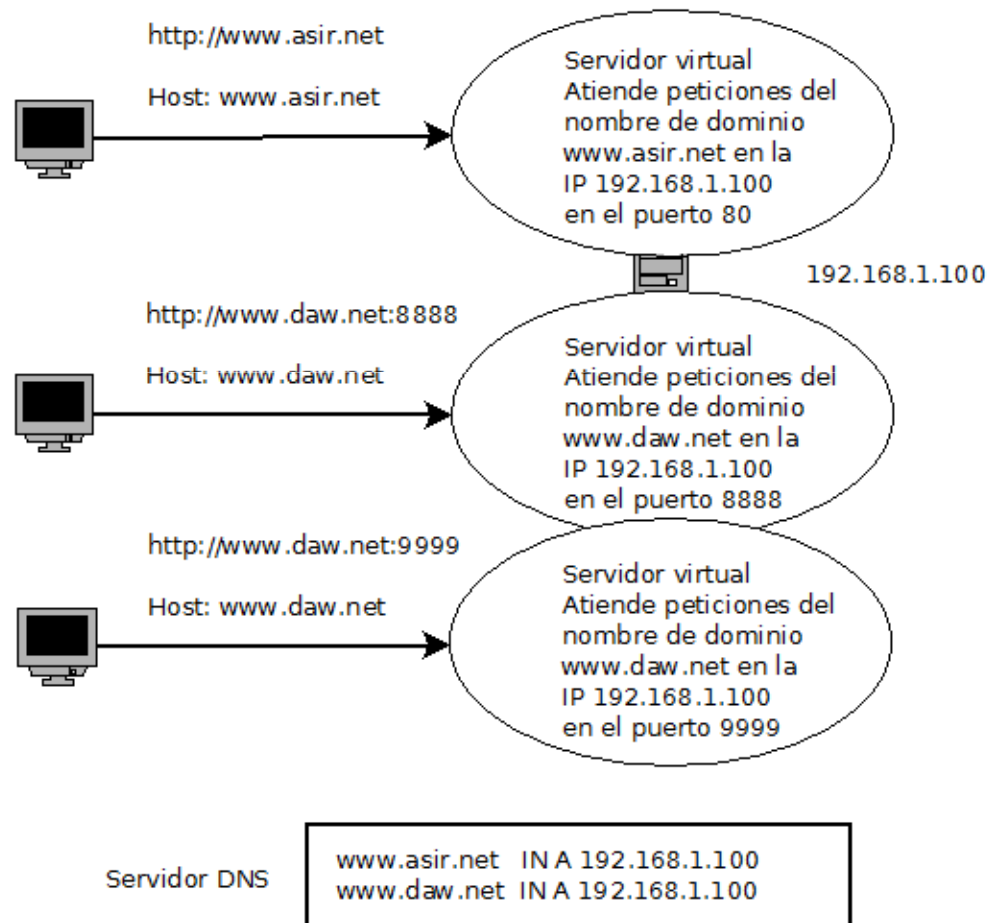 http://www.asir.net
Host: www.asir.net
Servidor virtual
Atiende peticiones del
nombre de dominio
www.asir.net en la
IP 192.168.1.100
en el puerto 80
192.168.1.100
http://www.daw.net:8888
Host: www.daw.net
Servidor virtual
Atiende peticiones del
nombre de dominio
www.daw.net en la
IP 192.168.1.100
en el puerto 8888
http://www.daw.net:9999
Host: www.daw.net
Servidor virtual
Atiende peticiones del
nombre de dominio
www.daw.net en la
IP 192.168.1.100
en el puerto 9999
Servidor DNS
www.asir.net IN A 192.168.1.100
www.daw.net IN A 192.168.1.100